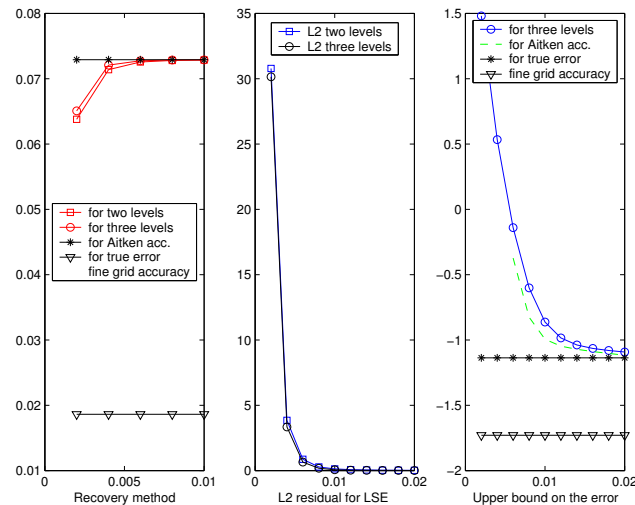 0.08
0.07
0.06
0.05
0.04
0.03
0.02
0.01
0
0.005
0.01
for two levels
for three levels
for Aitken acc.
for true error
fine grid accuracy
Recovery method
35
30
25
20
15
10
5
0
0
0.01
0.02
L2 two levels
L2 three levels
L2 residual for LSE
1.5
1
0.5
0
−0.5
−1
−1.5
−2
0
0.01
0.02
for three levels
for Aitken acc.
for true error
fine grid accuracy
Upper bound on the error